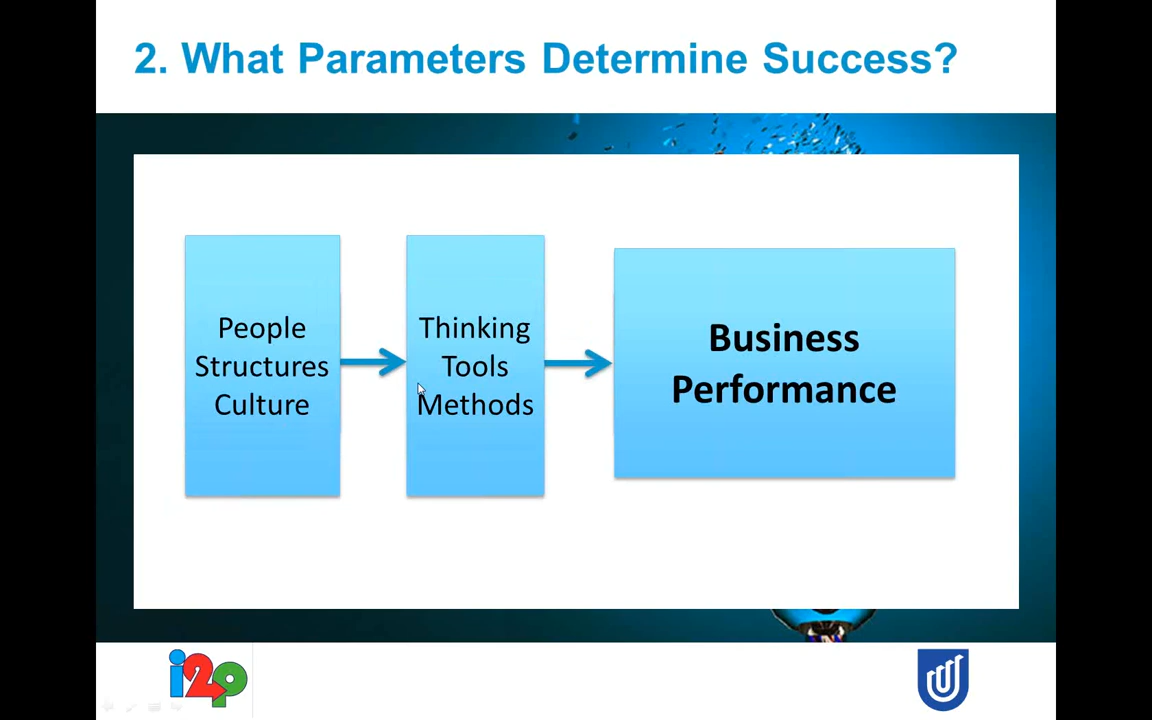 2. What Parameters Determine Success?
People
Structures
Culture
Thinking
Tools
Methods
Business
Performance
i2p